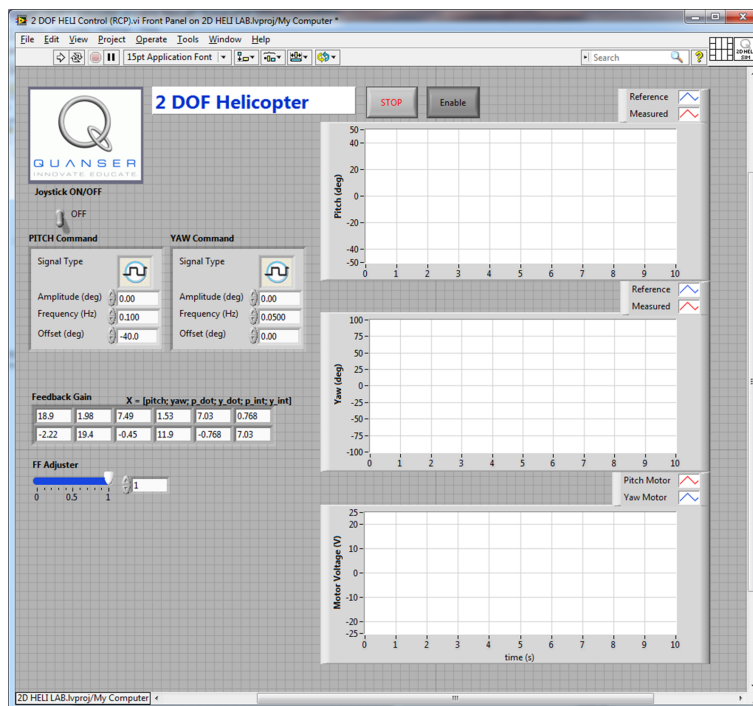 2 DOF HELI Control (RCP).vi Front Panel on 2D HELI LAB.lvproj/My Computer *
File Edit View Project Operate Tools Window Help
15pt Application Font
Search
2D HELI
SIM
QUANSER
INNOVATE EDUCATE
2 DOF Helicopter
STOP
Enable
Joystick ON/OFF
OFF
PITCH Command
Signal Type
Amplitude (deg) 0.00
Frequency (Hz) 0.100
Offset (deg) -40.0
YAW Command
Signal Type
Amplitude (deg) 0.00
Frequency (Hz) 0.0500
Offset (deg) 0.00
Feedback Gain X = [pitch; yaw; p_dot; y_dot; p_int; y_int]
18.9 1.98 7.49 1.53 7.03 0.768
-2.22 19.4 -0.45 11.9 -0.768 7.03
FF Adjuster
1
0 0.5 1
Reference
Measured
Pitch (deg)
50
40
20
0
-20
-40
-50
0 1 2 3 4 5 6 7 8 9 10
Reference
Measured
Yaw (deg)
100
75
50
25
0
-25
-50
-75
-100
0 1 2 3 4 5 6 7 8 9 10
Pitch Motor
Yaw Motor
Motor Voltage (V)
25
20
10
0
-10
-20
-25
0 1 2 3 4 5 6 7 8 9 10
time (s)
2D HELI LAB.lvproj/My Computer